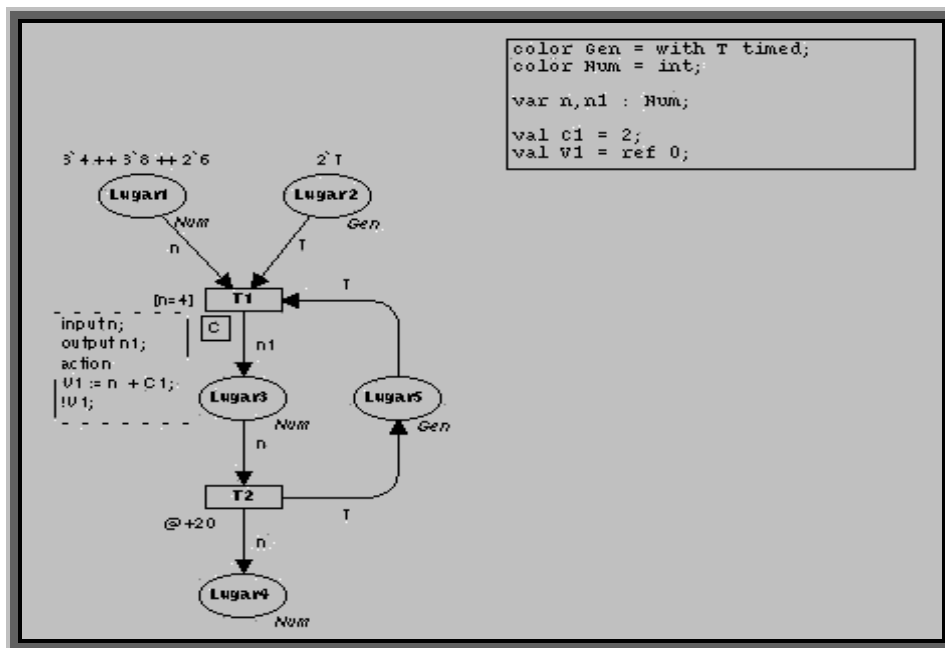 color Gen = with T timed;
color Num = int;
var n,n1 : Num;
val C1 = 2;
val V1 = ref 0;
3`4 ++ 3`8 ++ 2`6
2`T
Lugar1
Lugar2
Num
Gen
n
T
T
[n=4]
T1
C
input n;
output n1;
action
V1 := n + C1;
!V1;
n1
Lugar3
Lugar5
Num
Gen
n
T2
@+20
T
n
Lugar4
Num